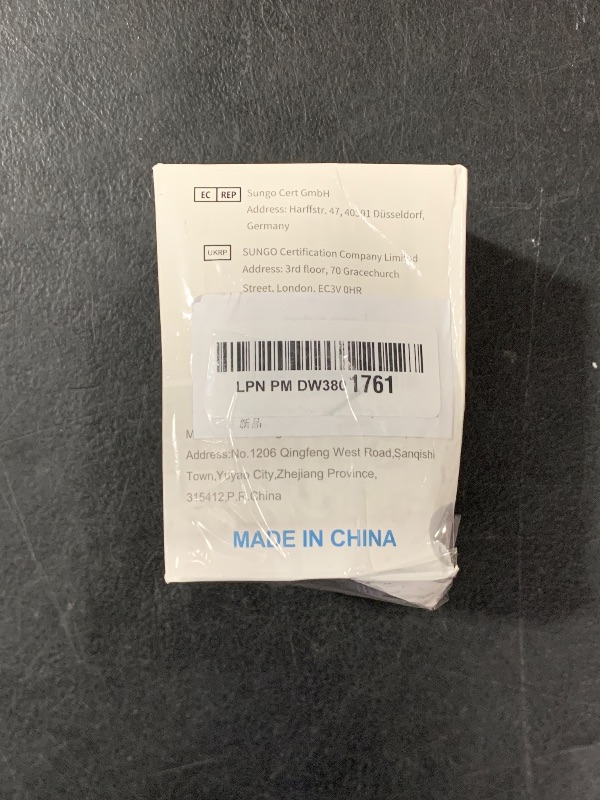 EC REP Sungo Cert GmbH
Address: Harffstr. 47, 40591 Düsseldorf,
Germany
UKRP SUNGO Certification Company Limited
Address: 3rd floor, 70 Gracechurch
Street, London. EC3V 0HR
LPN PM DW380 1761
新品
Address:No.1206 Qingfeng West Road,Sanqishi
Town,Yuyao City,Zhejiang Province,
315412,P.R.China
MADE IN CHINA